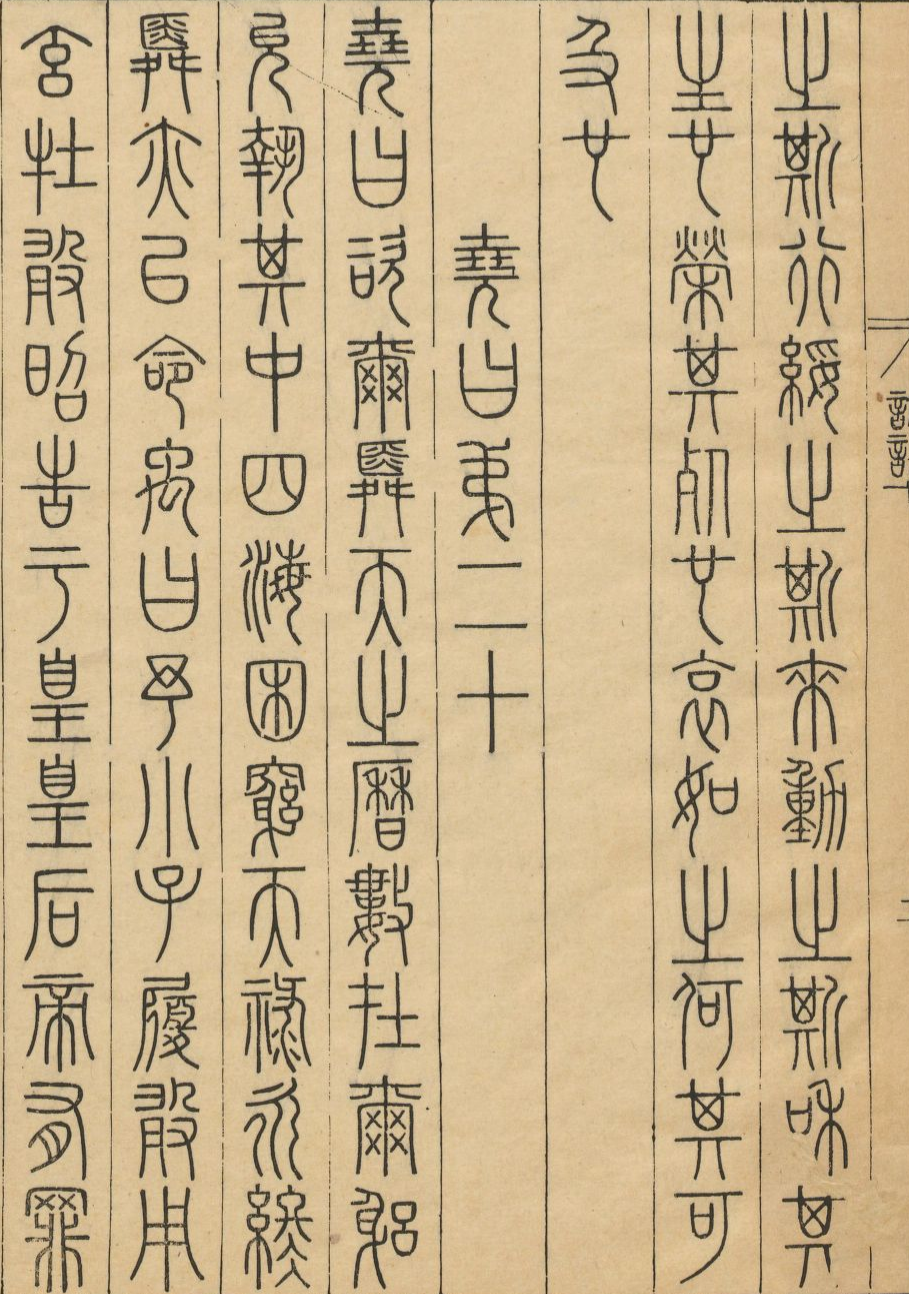 之斯行綏之斯來動之斯和其
生也榮其死也哀如之何其可
及也
堯曰弟二十
堯曰咨爾舜天之曆數在爾躬
允執其中四海困窮天祿永終
舜亦以命禹曰予小子履敢用
玄牡敢昭告于皇皇后帝有罪